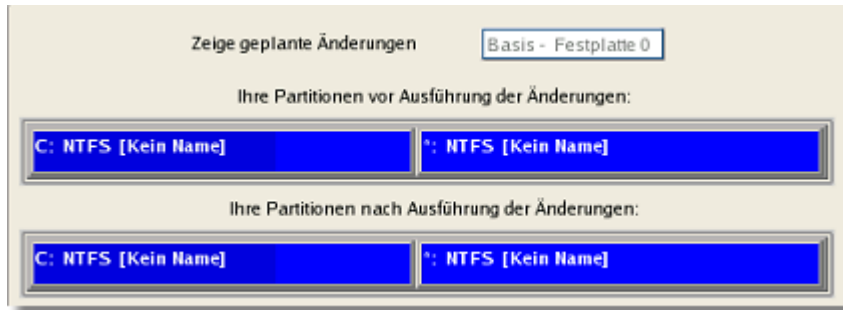 Zeige geplante Änderungen Basis - Festplatte 0
Ihre Partitionen vor Ausführung der Änderungen:
C: NTFS [Kein Name] *: NTFS [Kein Name]
Ihre Partitionen nach Ausführung der Änderungen:
C: NTFS [Kein Name] *: NTFS [Kein Name]